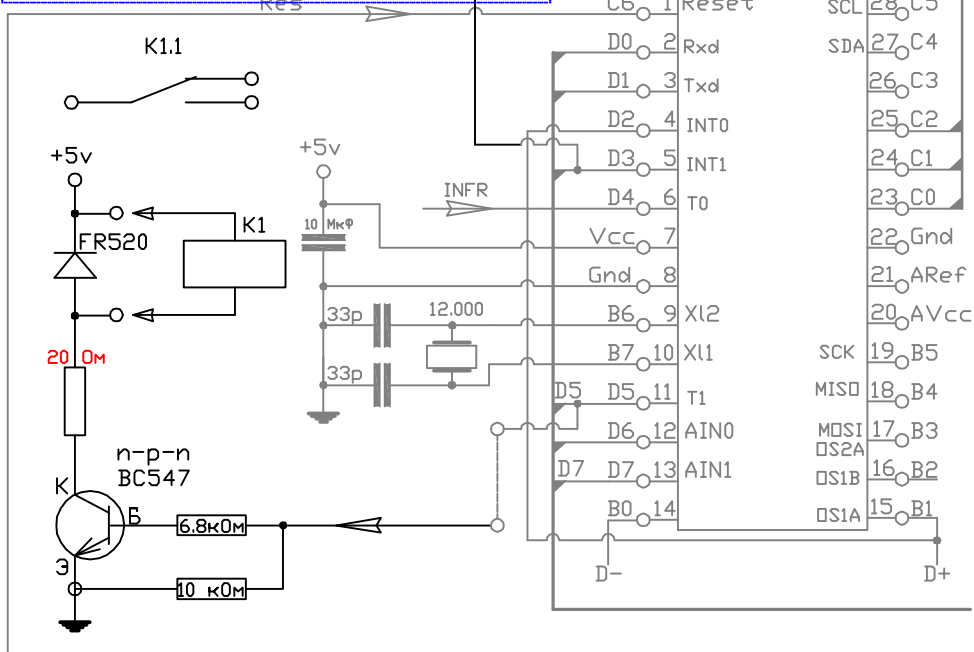 Res
C6 1 Reset SCL 28 C5
K1.1
D0 2 Rxd SDA 27 C4
D1 3 Txd 26 C3
D2 4 INT0 25 C2
+5v
+5v
D3 5 INT1 24 C1
INFR
D4 6 T0 23 C0
10 Мкф
K1
FR520
Vcc 7 22 Gnd
Gnd 8 21 ARef
33p
12.000
B6 9 Xl2 20 AVcc
20 Ом
B7 10 Xl1 SCK 19 B5
33p
D5
D5 11 T1 MISO 18 B4
D6 12 AIN0 MOSI 17 B3
OS2A
n-p-n
BC547
D7
D7 13 AIN1 OS1B 16 B2
К
Б
6.8кОм
B0 14 OS1A 15 B1
Э
10 кОм
D-
D+